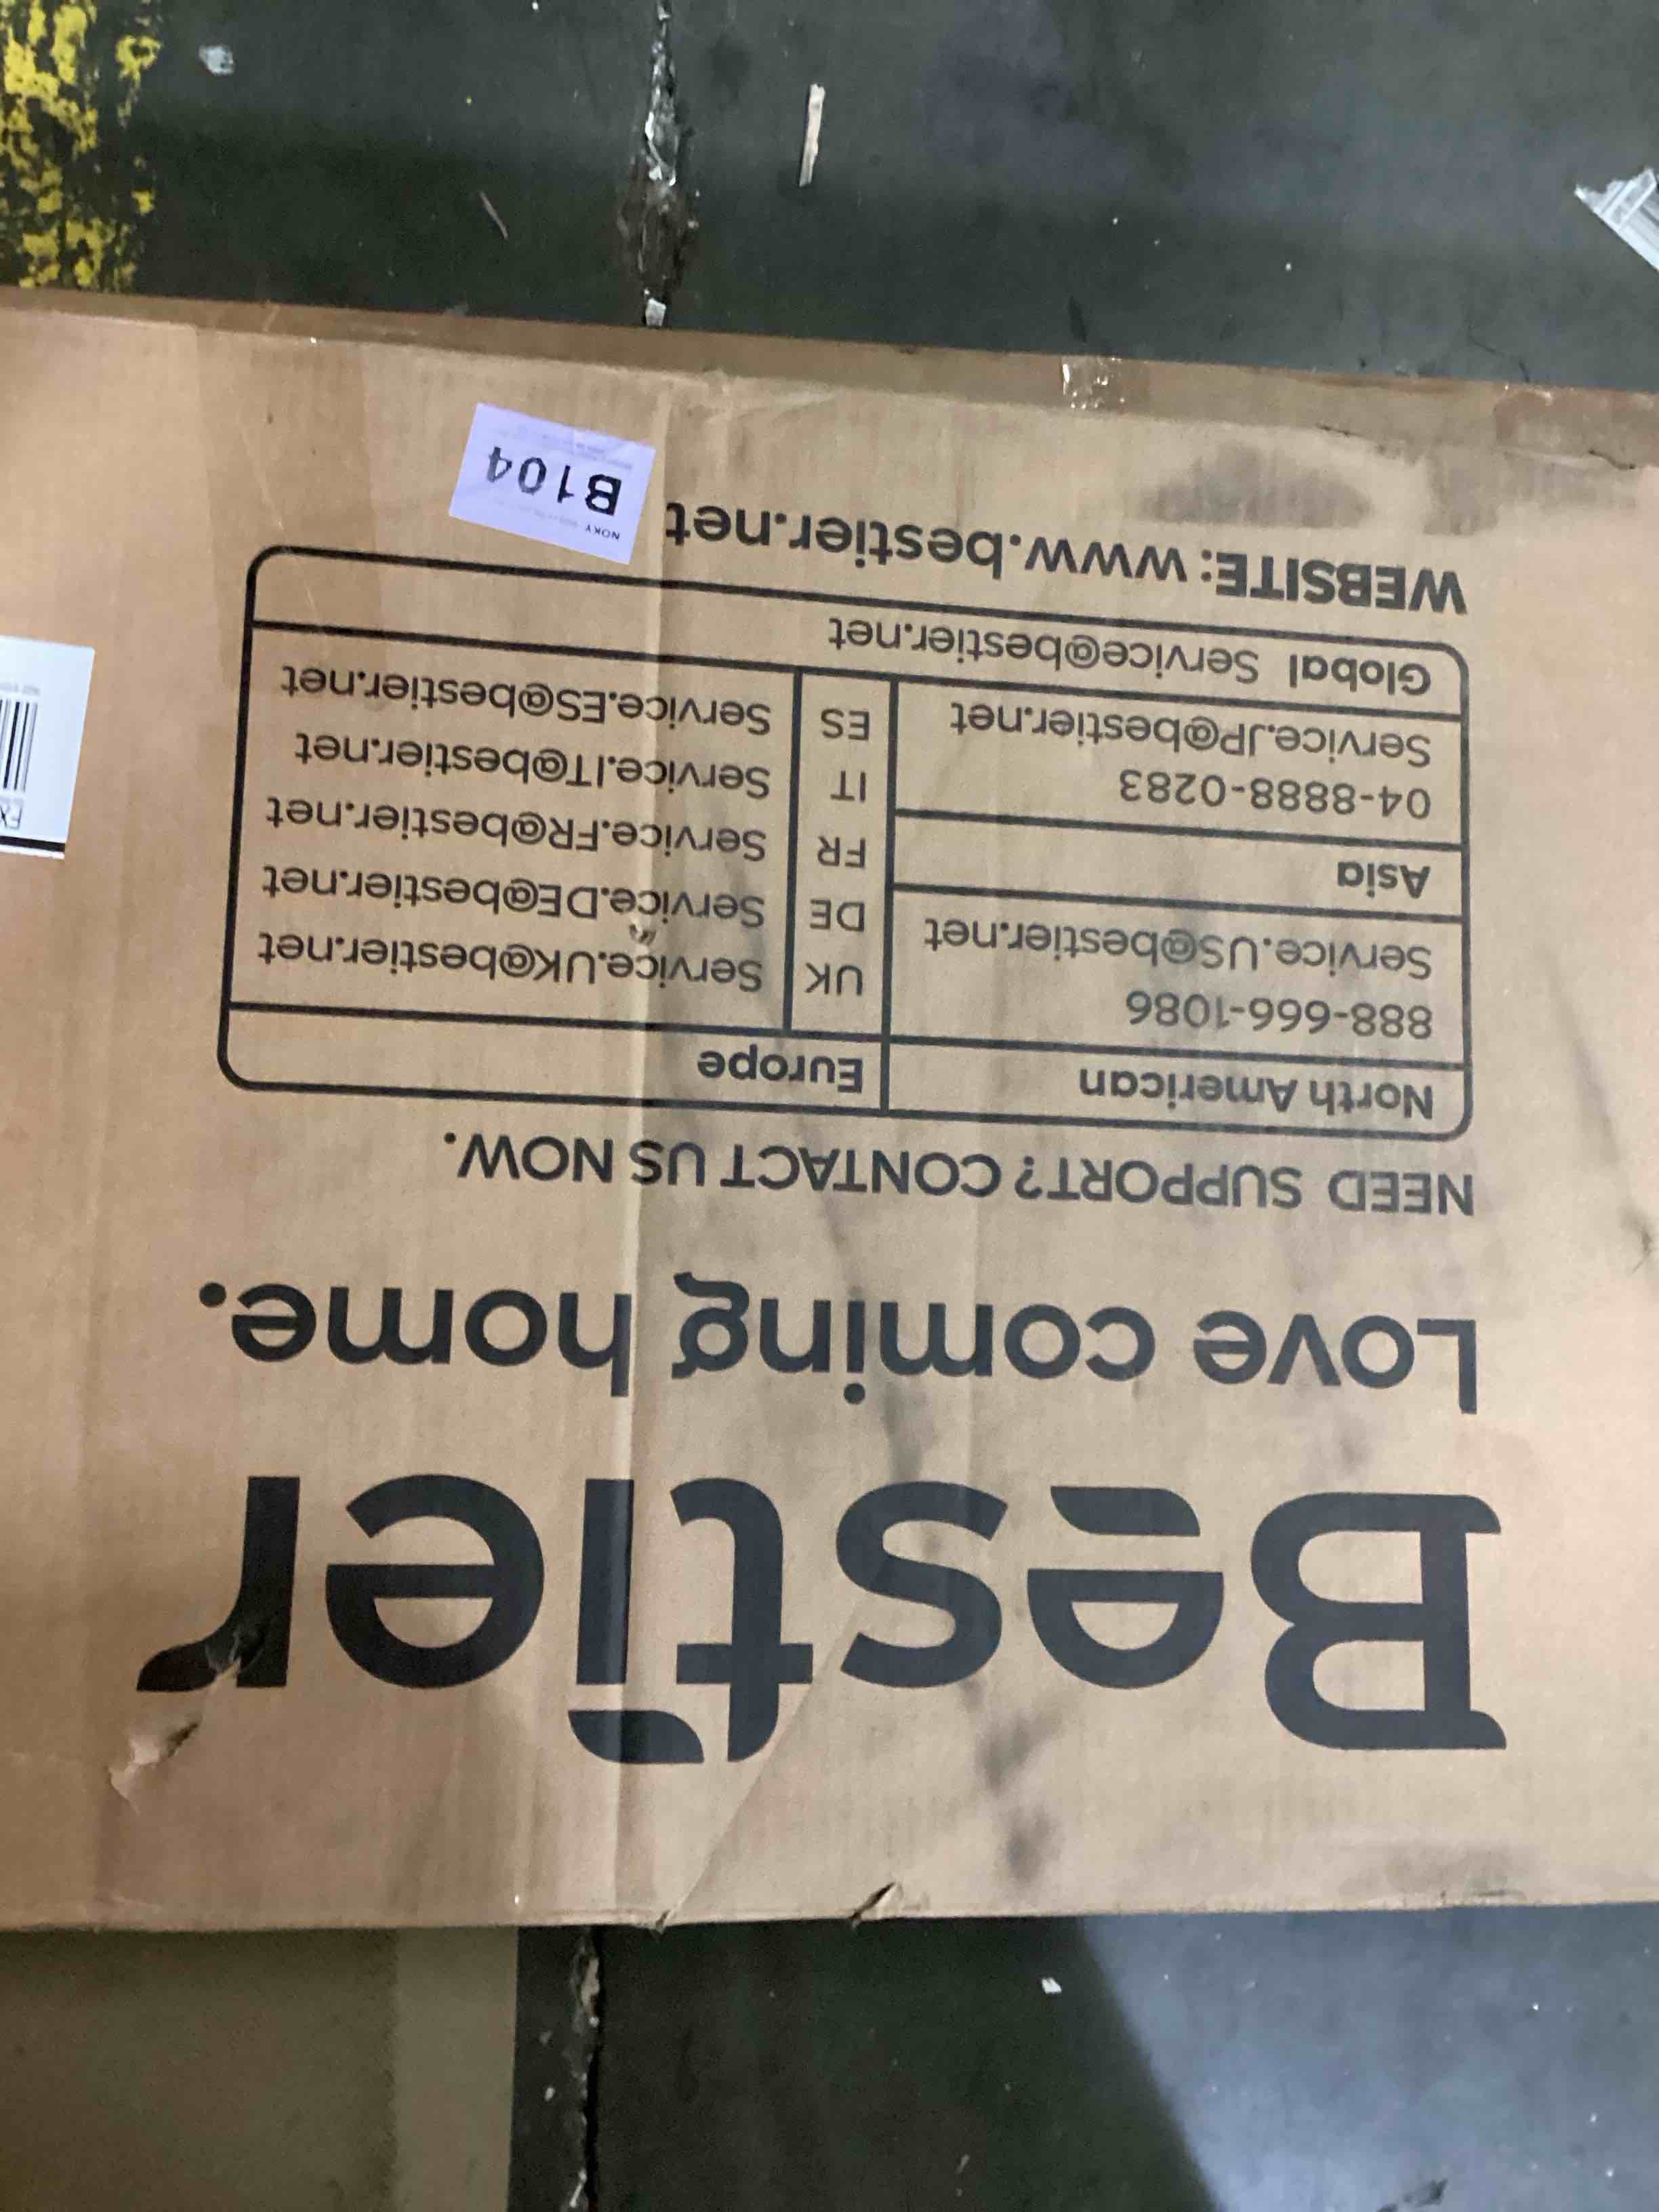 Bestier
Love coming home.
NEED SUPPORT? CONTACT US NOW.
North American
888-666-1086
Service.US@bestier.net
Asia
04-8888-0283
Service.JP@bestier.net
Europe
UK Service.UK@bestier.net
DE Service.DE@bestier.net
FR Service.FR@bestier.net
IT Service.IT@bestier.net
ES Service.ES@bestier.net
Global Service@bestier.net
WEBSITE: www.bestier.net
NOKY
B104